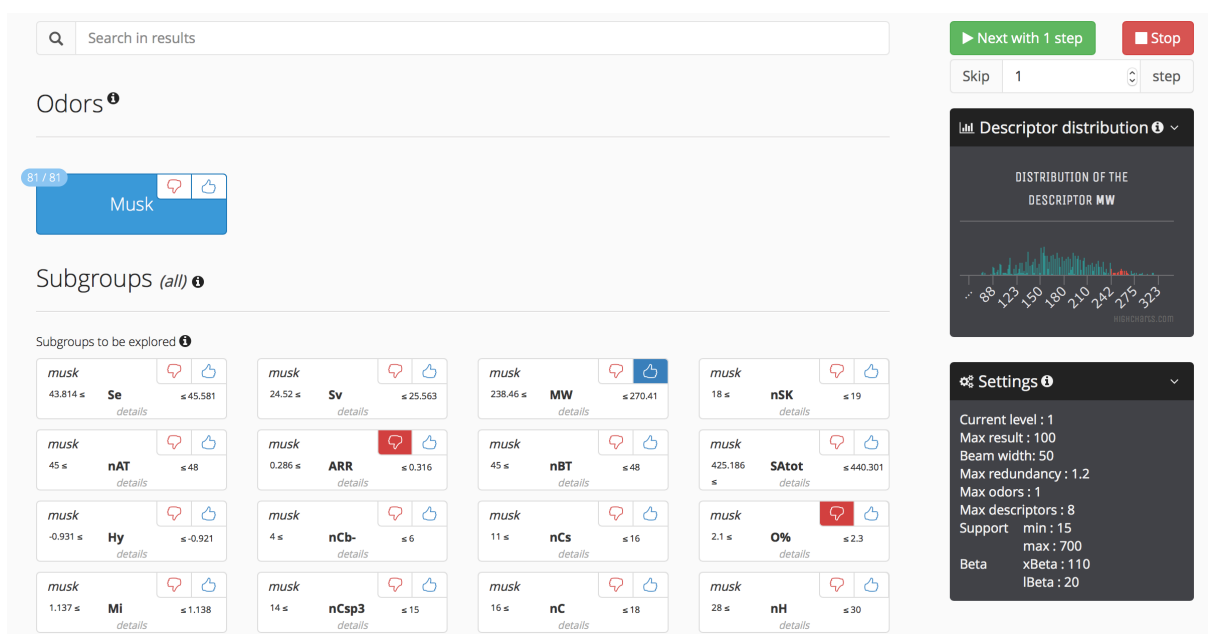 Search in results
Next with 1 step
Stop
Skip 1 step
Odors
81 / 81
Musk
Subgroups (all)
Subgroups to be explored
musk
43.814 ≤ Se ≤ 45.581
details
musk
24.52 ≤ Sv ≤ 25.563
details
musk
238.46 ≤ MW ≤ 270.41
details
musk
18 ≤ nSK ≤ 19
details
musk
45 ≤ nAT ≤ 48
details
musk
0.286 ≤ ARR ≤ 0.316
details
musk
45 ≤ nBT ≤ 48
details
musk
425.186 ≤ SAtot ≤ 440.301
details
musk
-0.931 ≤ Hy ≤ -0.921
details
musk
4 ≤ nCb- ≤ 6
details
musk
11 ≤ nCs ≤ 16
details
musk
2.1 ≤ O% ≤ 2.3
details
musk
1.137 ≤ Mi ≤ 1.138
details
musk
14 ≤ nCsp3 ≤ 15
details
musk
16 ≤ nC ≤ 18
details
musk
28 ≤ nH ≤ 30
details
Descriptor distribution
DISTRIBUTION OF THE
DESCRIPTOR MW
... 88 123 150 180 210 242 275 323
HIGHCHARTS.COM
Settings
Current level : 1
Max result : 100
Beam width: 50
Max redundancy : 1.2
Max odors : 1
Max descriptors : 8
Support min : 15
max : 700
Beta xBeta : 110
lBeta : 20